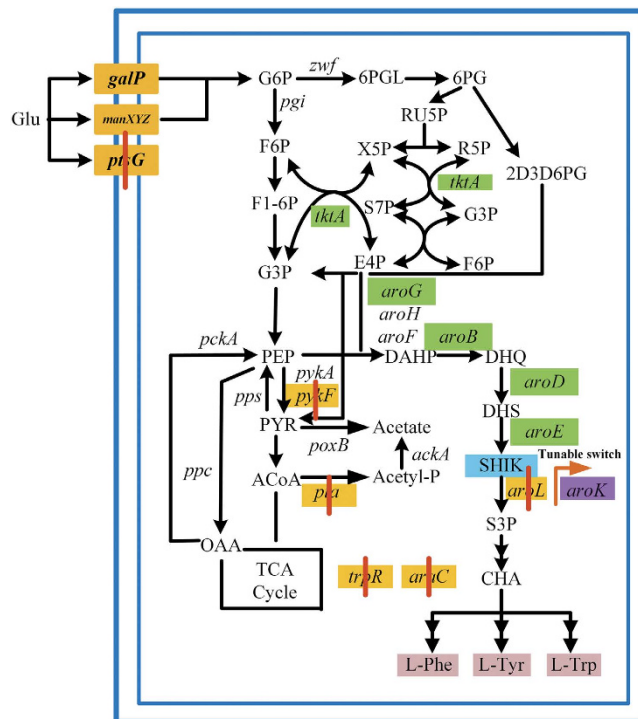 galP
zwf
G6P
6PGL
6PG
pgi
RU5P
Glu
manXYZ
ptsG
F6P
X5P
R5P
2D3D6PG
tktA
F1-6P
tktA
S7P
G3P
G3P
E4P
F6P
aroG
aroH
aroF
aroB
pckA
PEP
DAHP
DHQ
pykA
pps
pykF
aroD
PYR
Acetate
DHS
poxB
aroE
ackA
Tunable switch
ppc
ACoA
Acetyl-P
SHIK
pta
aroL
aroK
S3P
OAA
TCA
Cycle
trpR
CHA
L-Phe
L-Tyr
L-Trp